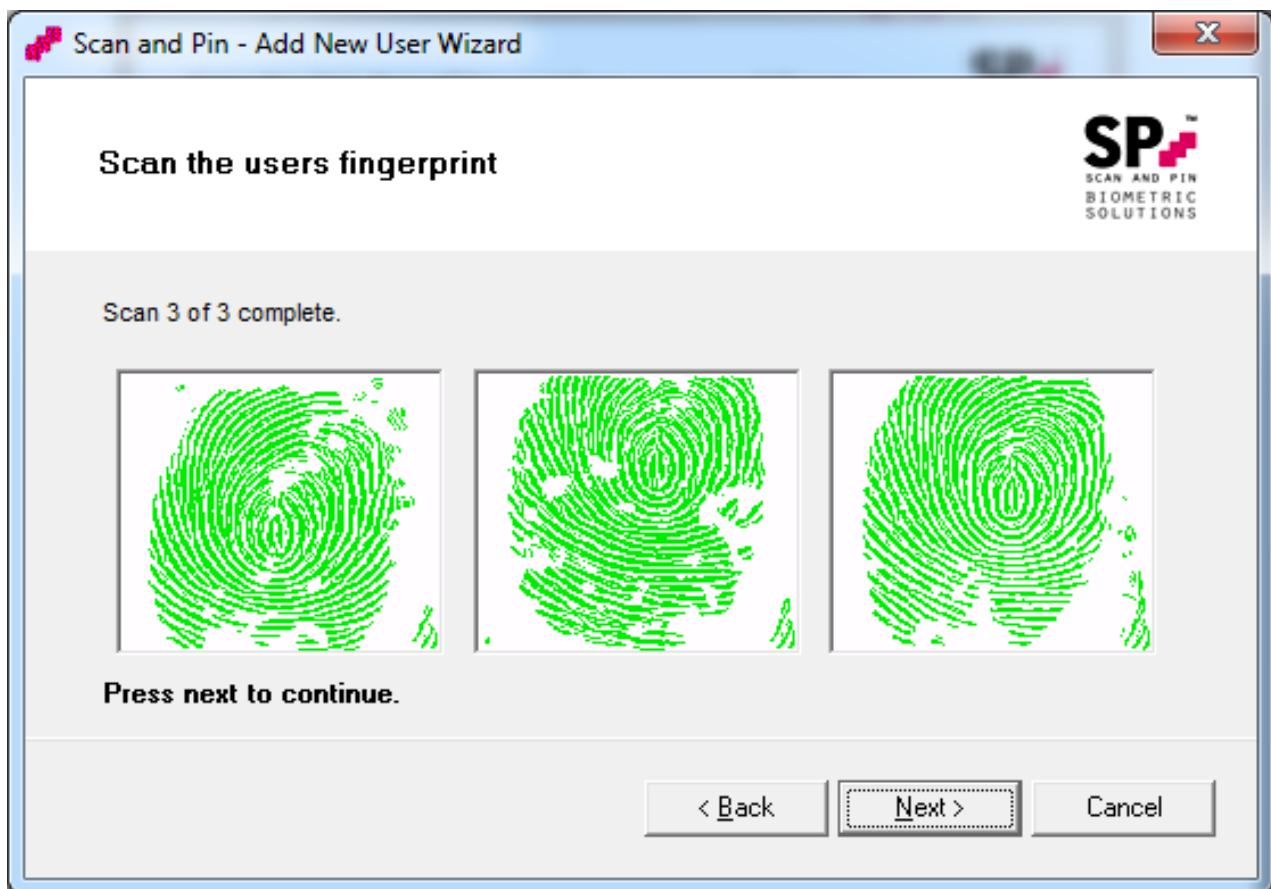 Scan and Pin - Add New User Wizard
Scan the users fingerprint
SP™
SCAN AND PIN
BIOMETRIC
SOLUTIONS
Scan 3 of 3 complete.
Press next to continue.
< Back
Next >
Cancel